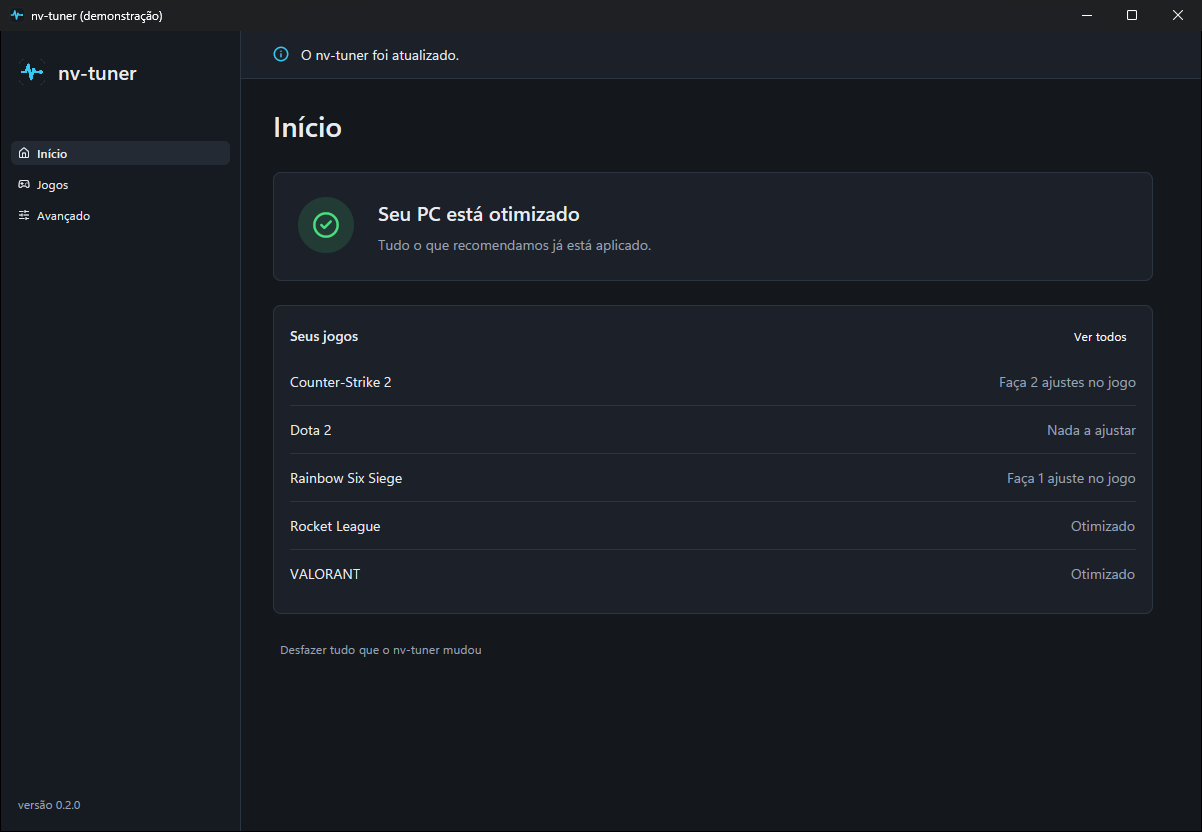 nv-tuner (demonstração)
nv-tuner
O nv-tuner foi atualizado.
Início
Jogos
Avançado
Início
Seu PC está otimizado
Tudo o que recomendamos já está aplicado.
Seus jogos Ver todos
Counter-Strike 2 Faça 2 ajustes no jogo
Dota 2 Nada a ajustar
Rainbow Six Siege Faça 1 ajuste no jogo
Rocket League Otimizado
VALORANT Otimizado
Desfazer tudo que o nv-tuner mudou
versão 0.2.0